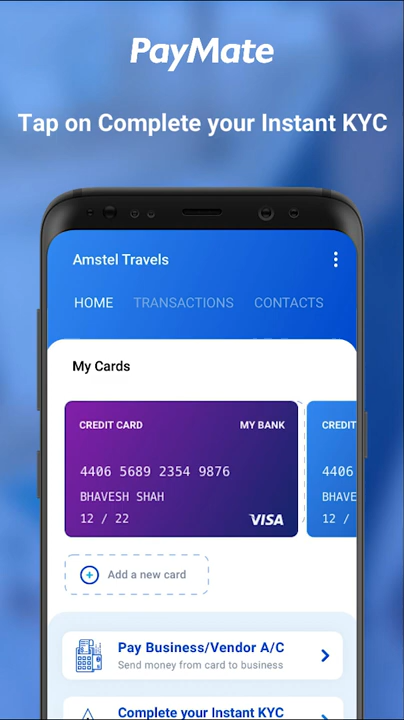 PayMate
Tap on Complete your Instant KYC
Amstel Travels
HOME TRANSACTIONS CONTACTS
My Cards
CREDIT CARD MY BANK
4406 5689 2354 9876
BHAVESH SHAH
12 / 22
VISA
CREDIT
4406
BHAVE
12 /
Add a new card
Pay Business/Vendor A/C
Send money from card to business
Complete your Instant KYC